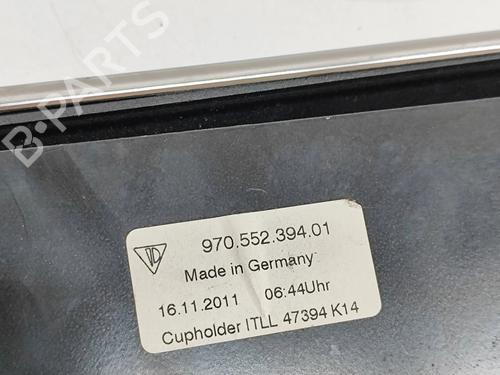 B-PARTS
970.552.394.01
Made in Germany
16.11.2011 06:44Uhr
Cupholder ITLL 47394 K14